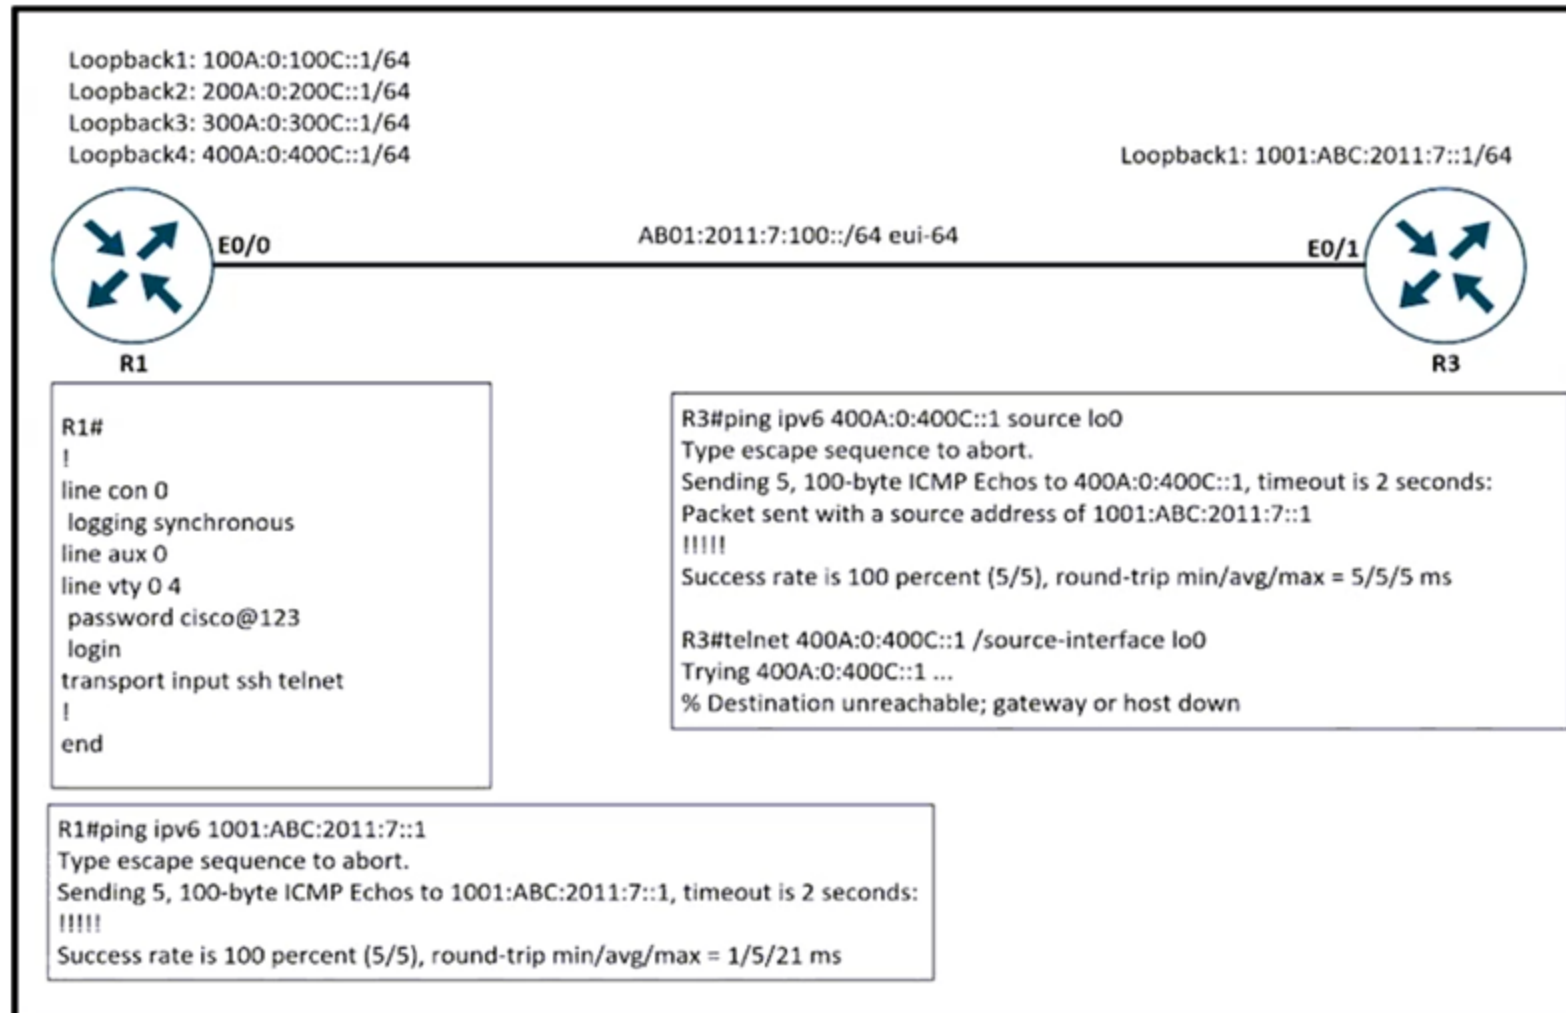 Loopback1: 100A:0:100C::1/64
Loopback2: 200A:0:200C::1/64
Loopback3: 300A:0:300C::1/64
Loopback4: 400A:0:400C::1/64
Loopback1: 1001:ABC:2011:7::1/64
E0/0
AB01:2011:7:100::/64 eui-64
E0/1
R1
R3
R1#
!
line con 0
logging synchronous
line aux 0
line vty 0 4
password cisco@123
login
transport input ssh telnet
!
end
R3#ping ipv6 400A:0:400C::1 source lo0
Type escape sequence to abort.
Sending 5, 100-byte ICMP Echos to 400A:0:400C::1, timeout is 2 seconds:
Packet sent with a source address of 1001:ABC:2011:7::1
!!!!!
Success rate is 100 percent (5/5), round-trip min/avg/max = 5/5/5 ms
R3#telnet 400A:0:400C::1 /source-interface lo0
Trying 400A:0:400C::1 ...
% Destination unreachable; gateway or host down
R1#ping ipv6 1001:ABC:2011:7::1
Type escape sequence to abort.
Sending 5, 100-byte ICMP Echos to 1001:ABC:2011:7::1, timeout is 2 seconds:
!!!!!
Success rate is 100 percent (5/5), round-trip min/avg/max = 1/5/21 ms